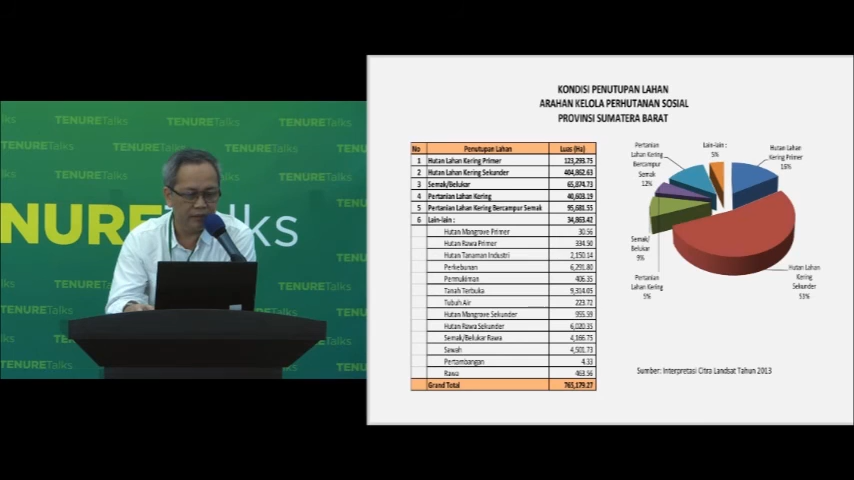 TENURETalks
TENURETalks
TENURETalks
TENURETalks
TENURETalks
NURETalks
TENURETalks
TENURETalks
TENURETalks
TENURETalks
KONDISI PENUTUPAN LAHAN
ARAHAN KELOLA PERHUTANAN SOSIAL
PROVINSI SUMATERA BARAT
No Penutupan Lahan Luas (Ha)
1 Hutan Lahan Kering Primer 123,293.75
2 Hutan Lahan Kering Sekunder 404,862.63
3 Semak/Belukar 65,874.73
4 Pertanian Lahan Kering 40,603.19
5 Pertanian Lahan Kering Bercampur Semak 95,681.55
6 Lain-lain : 34,863.42
Hutan Mangrove Primer 30.56
Hutan Rawa Primer 334.50
Hutan Tanaman Industri 2,150.14
Perkebunan 6,291.80
Permukiman 406.35
Tanah Terbuka 9,314.05
Tubuh Air 223.72
Hutan Mangrove Sekunder 955.59
Hutan Rawa Sekunder 6,020.35
Semak/Belukar Rawa 4,166.75
Sawah 4,501.73
Pertambangan 4.33
Rawa 463.56
Grand Total 765,179.27
Pertanian
Lahan Kering
Bercampur
Semak
12%
Lain-lain :
5%
Hutan Lahan
Kering Primer
16%
Semak/
Belukar
9%
Pertanian
Lahan Kering
5%
Hutan Lahan
Kering
Sekunder
53%
Sumber: Interpretasi Citra Landsat Tahun 2013